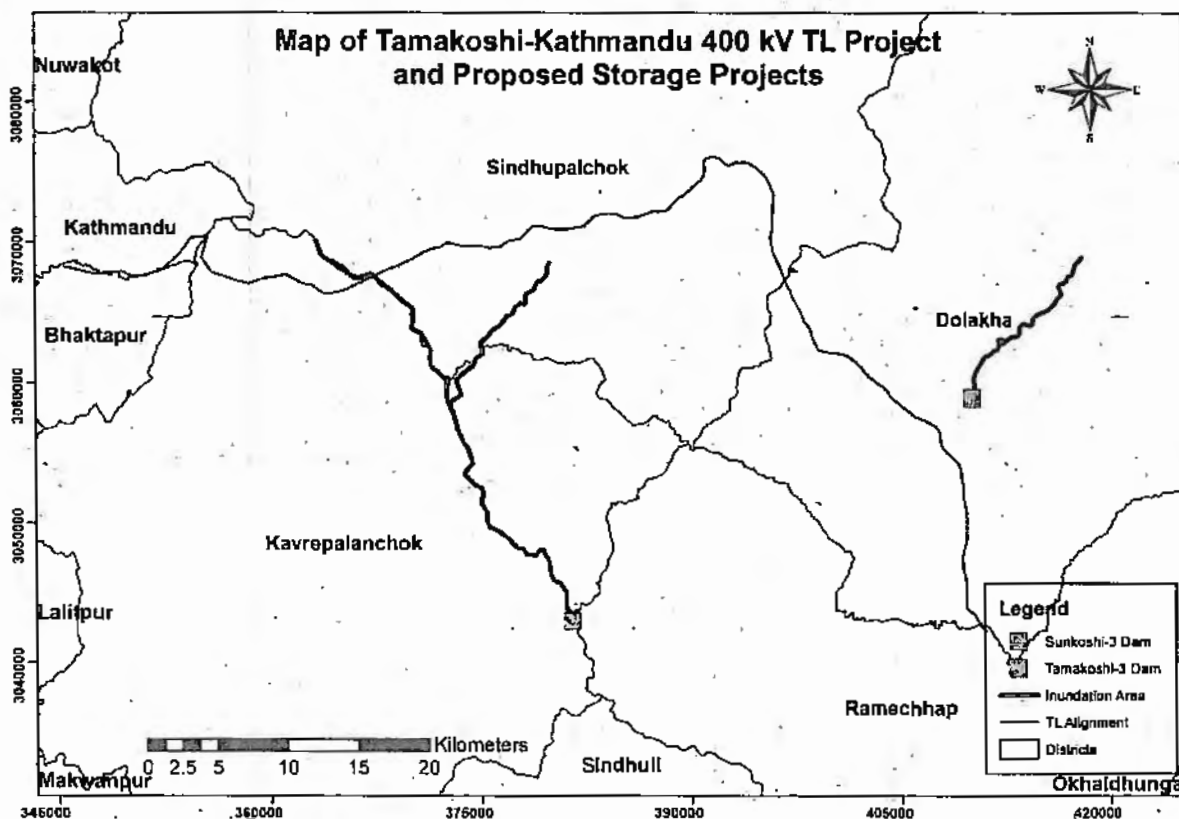 Map of Tamakoshi-Kathmandu 400 kV TL Project
and Proposed Storage Projects
N
W
E
S
Nuwakot
Sindhupalchok
Kathmandu
Dolakha
Bhaktapur
Kavrepalanchok
Lalitpur
Ramechhap
Sindhuli
Makwanpur
Okhaldhunga
Legend
Sunkoshi-3 Dam
Tamakoshi-3 Dam
Inundation Area
TL Alignment
Districts
Kilometers
0 2.5 5 10 15 20
3080000
3070000
3060000
3050000
3040000
345000 360000 375000 390000 405000 420000